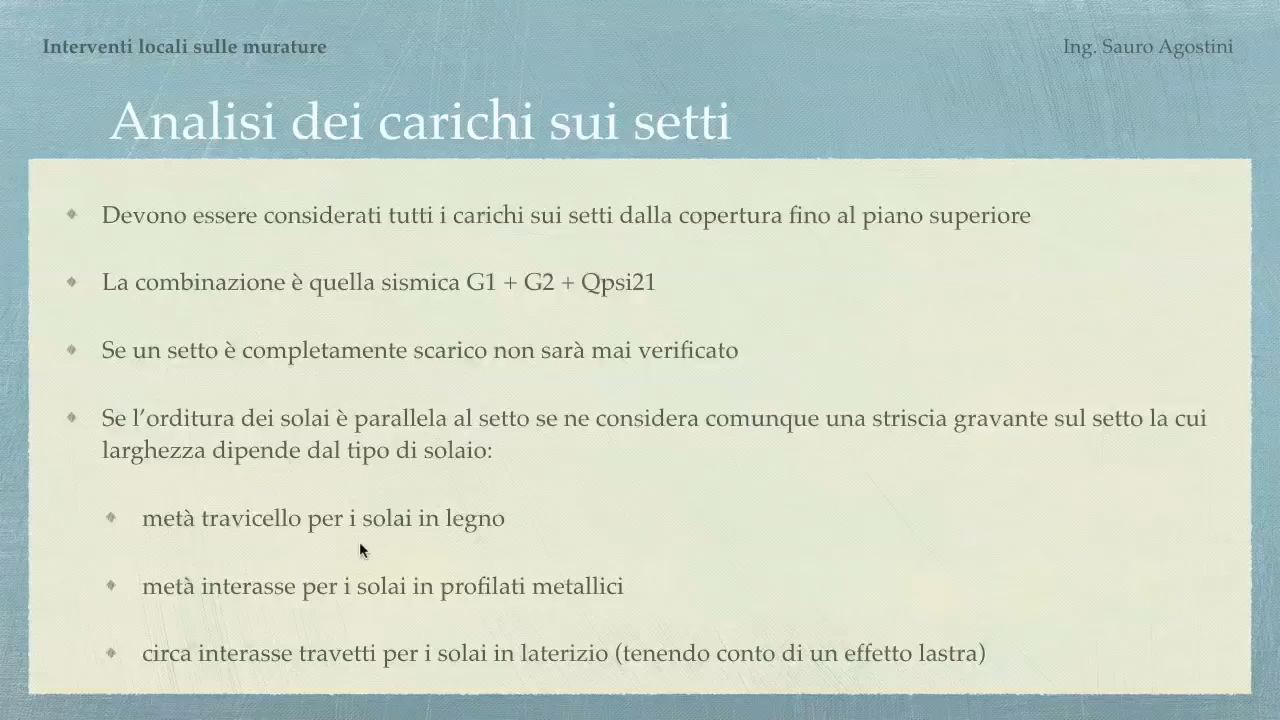 Interventi locali sulle murature
Ing. Sauro Agostini
Analisi dei carichi sui setti
Devono essere considerati tutti i carichi sui setti dalla copertura fino al piano superiore
La combinazione è quella sismica G1 + G2 + Qpsi21
Se un setto è completamente scarico non sarà mai verificato
Se l’orditura dei solai è parallela al setto se ne considera comunque una striscia gravante sul setto la cui
larghezza dipende dal tipo di solaio:
metà travicello per i solai in legno
metà interasse per i solai in profilati metallici
circa interasse travetti per i solai in laterizio (tenendo conto di un effetto lastra)